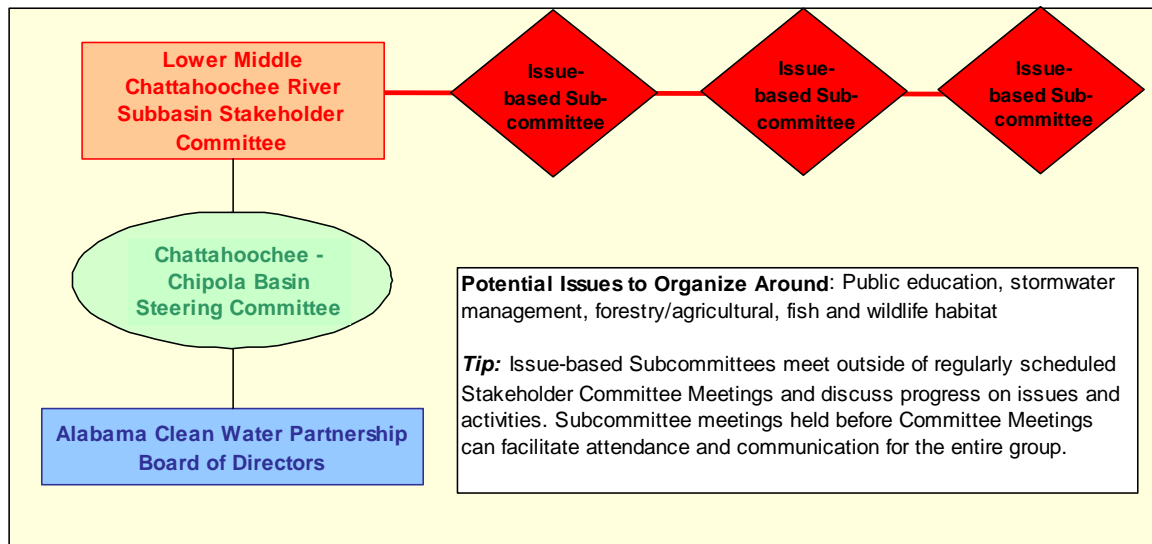 Lower Middle
Chattahoochee River
Subbasin Stakeholder
Committee
Issue-
based Sub-
committee
Issue-
based Sub-
committee
Issue-
based Sub-
committee
Chattahoochee -
Chipola Basin
Steering Committee
Alabama Clean Water Partnership
Board of Directors
Potential Issues to Organize Around: Public education, stormwater
management, forestry/agricultural, fish and wildlife habitat
Tip: Issue-based Subcommittees meet outside of regularly scheduled
Stakeholder Committee Meetings and discuss progress on issues and
activities. Subcommittee meetings held before Committee Meetings
can facilitate attendance and communication for the entire group.